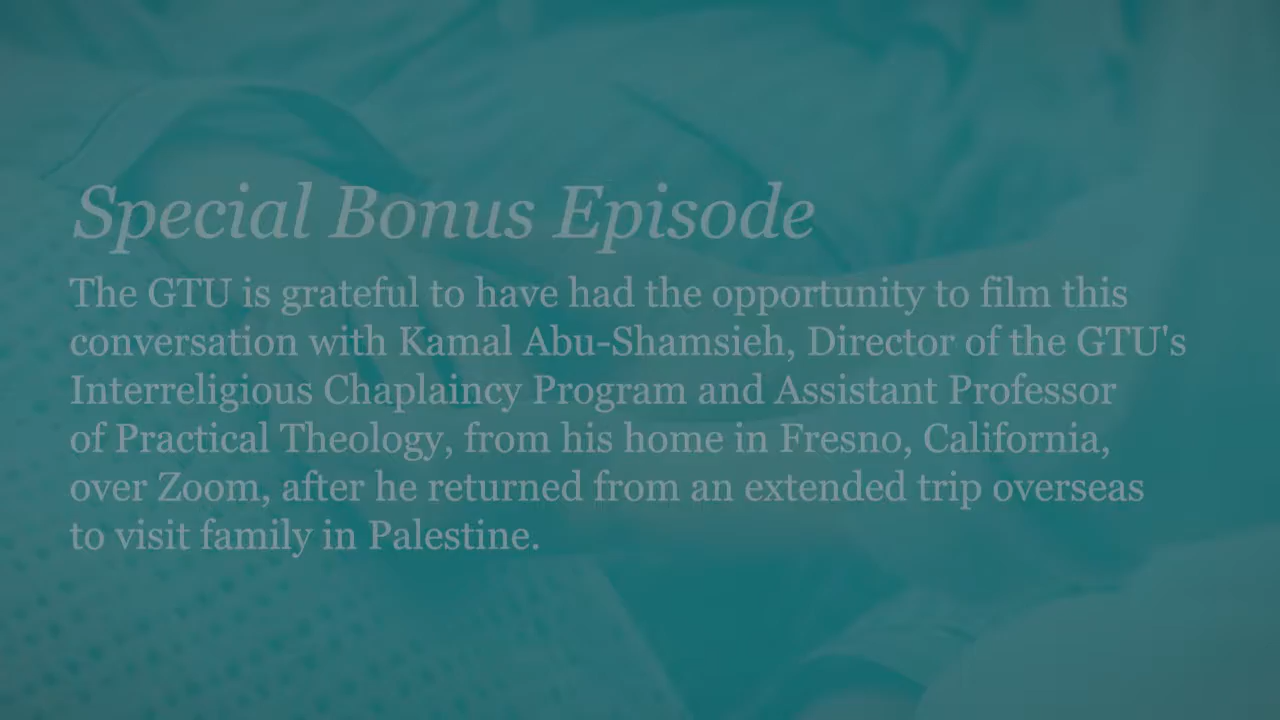 Special Bonus Episode
The GTU is grateful to have had the opportunity to film this
conversation with Kamal Abu-Shamsieh, Director of the GTU's
Interreligious Chaplaincy Program and Assistant Professor
of Practical Theology, from his home in Fresno, California,
over Zoom, after he returned from an extended trip overseas
to visit family in Palestine.